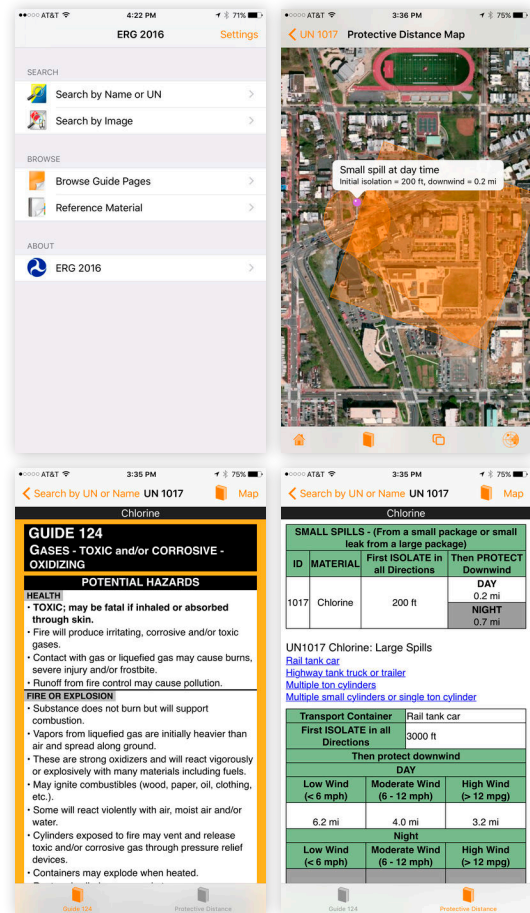 ●●○○○ AT&T 4:22 PM 71%
ERG 2016 Settings
SEARCH
Search by Name or UN
Search by Image
BROWSE
Browse Guide Pages
Reference Material
ABOUT
ERG 2016
●○○○○ AT&T 3:36 PM 75%
UN 1017 Protective Distance Map
Small spill at day time
Initial isolation = 200 ft, downwind = 0.2 mi
●○○○○ AT&T 3:35 PM 75%
Search by UN or Name UN 1017 Map
Chlorine
GUIDE 124
GASES - TOXIC and/or CORROSIVE -
OXIDIZING
POTENTIAL HAZARDS
HEALTH
• TOXIC; may be fatal if inhaled or absorbed
through skin.
• Fire will produce irritating, corrosive and/or toxic
gases.
• Contact with gas or liquefied gas may cause burns,
severe injury and/or frostbite.
• Runoff from fire control may cause pollution.
FIRE OR EXPLOSION
• Substance does not burn but will support
combustion.
• Vapors from liquefied gas are initially heavier than
air and spread along ground.
• These are strong oxidizers and will react vigorously
or explosively with many materials including fuels.
• May ignite combustibles (wood, paper, oil, clothing,
etc.).
• Some will react violently with air, moist air and/or
water.
• Cylinders exposed to fire may vent and release
toxic and/or corrosive gas through pressure relief
devices.
• Containers may explode when heated.
Guide 124 Protective Distance
●○○○○ AT&T 3:35 PM 75%
Search by UN or Name UN 1017 Map
Chlorine
SMALL SPILLS - (From a small package or small
leak from a large package)
ID MATERIAL First ISOLATE in all Directions Then PROTECT Downwind
1017 Chlorine 200 ft DAY 0.2 mi
NIGHT 0.7 mi
UN1017 Chlorine: Large Spills
Rail tank car
Highway tank truck or trailer
Multiple ton cylinders
Multiple small cylinders or single ton cylinder
Transport Container Rail tank car
First ISOLATE in all Directions 3000 ft
Then protect downwind
DAY
Low Wind (< 6 mph) Moderate Wind (6 - 12 mph) High Wind (> 12 mpg)
6.2 mi 4.0 mi 3.2 mi
Night
Low Wind (< 6 mph) Moderate Wind (6 - 12 mph) High Wind (> 12 mpg)
Guide 124 Protective Distance